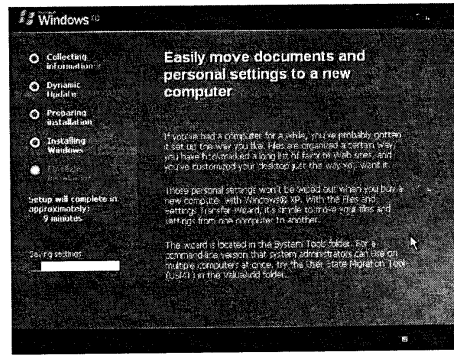 Windows XP
Collecting
information
Dynamic
Update
Preparing
installation
Installing
Windows
Setup will complete in
approximately:
9 minutes
Saving settings
Easily move documents and
personal settings to a new
computer
If you've had a computer for a while, you've probably gotten
it set up the way you like. Files are organized a certain way,
you have bookmarked a long list of favorite Web sites, and
you've customized your desktop just the way you want it.
Those personal settings won't be wiped out when you buy a
new computer with Windows® XP. With the Files and
Settings Transfer Wizard, it's simple to move your files and
settings from one computer to another.
The wizard is located in the System Tools folder. For a
command-line version that system administrators can use on
multiple computers at once, try the User State Migration Tool
(USMT) in the ValueAdd folder.